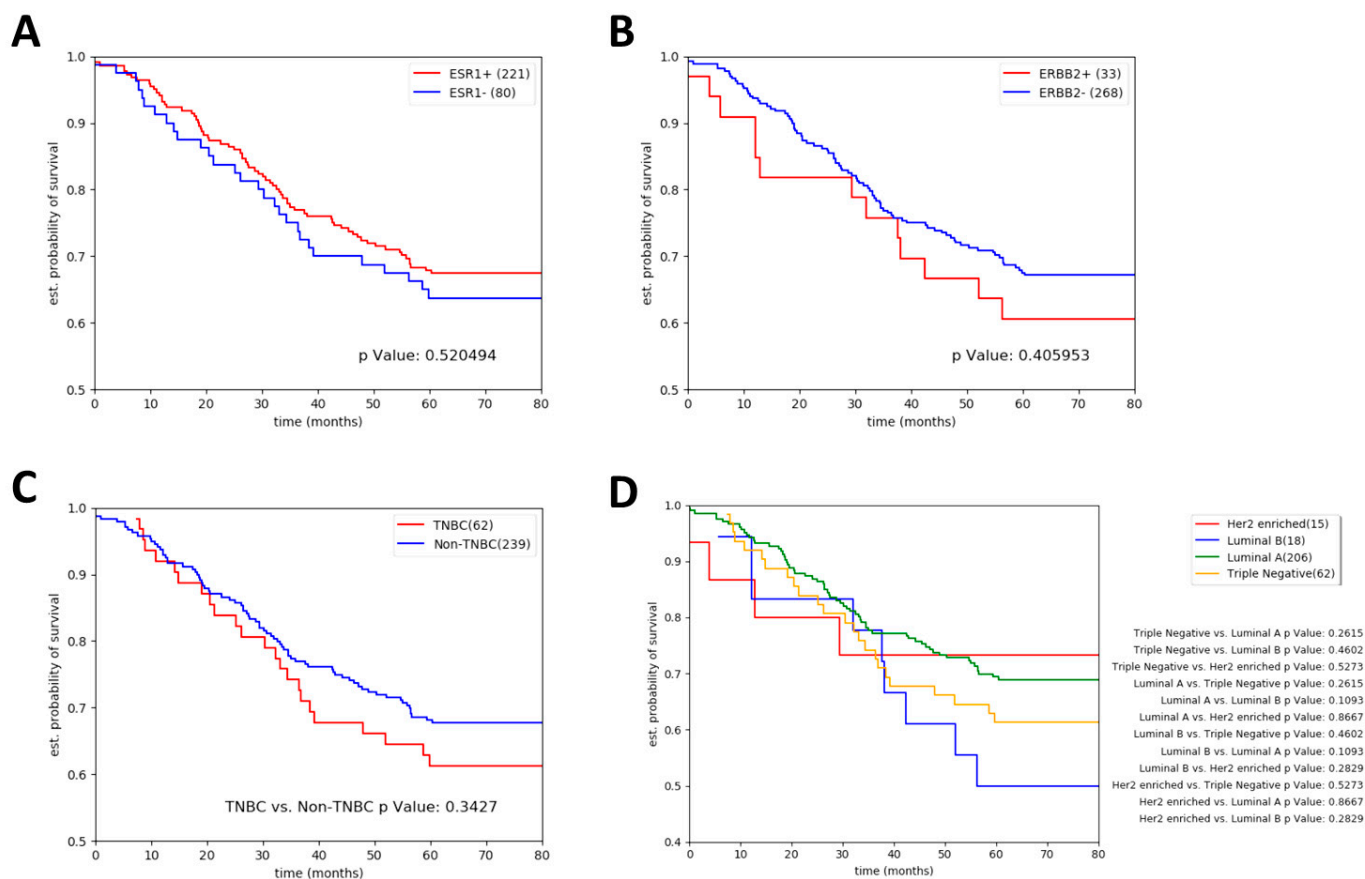 A
1.0
0.9
0.8
0.7
0.6
0.5
est. probability of survival
ESR1+ (221)
ESR1- (80)
p Value: 0.520494
0 10 20 30 40 50 60 70 80
time (months)
B
1.0
0.9
0.8
0.7
0.6
0.5
est. probability of survival
ERBB2+ (33)
ERBB2- (268)
p Value: 0.405953
0 10 20 30 40 50 60 70 80
time (months)
C
1.0
0.9
0.8
0.7
0.6
0.5
est. probability of survival
TNBC(62)
Non-TNBC(239)
TNBC vs. Non-TNBC p Value: 0.3427
0 10 20 30 40 50 60 70 80
time (months)
D
1.0
0.9
0.8
0.7
0.6
0.5
0.4
est. probability of survival
0 10 20 30 40 50 60 70 80
time (months)
Her2 enriched(15)
Luminal B(18)
Luminal A(206)
Triple Negative(62)
Triple Negative vs. Luminal A p Value: 0.2615
Triple Negative vs. Luminal B p Value: 0.4602
Triple Negative vs. Her2 enriched p Value: 0.5273
Luminal A vs. Triple Negative p Value: 0.2615
Luminal A vs. Luminal B p Value: 0.1093
Luminal A vs. Her2 enriched p Value: 0.8667
Luminal B vs. Triple Negative p Value: 0.4602
Luminal B vs. Luminal A p Value: 0.1093
Luminal B vs. Her2 enriched p Value: 0.2829
Her2 enriched vs. Triple Negative p Value: 0.5273
Her2 enriched vs. Luminal A p Value: 0.8667
Her2 enriched vs. Luminal B p Value: 0.2829